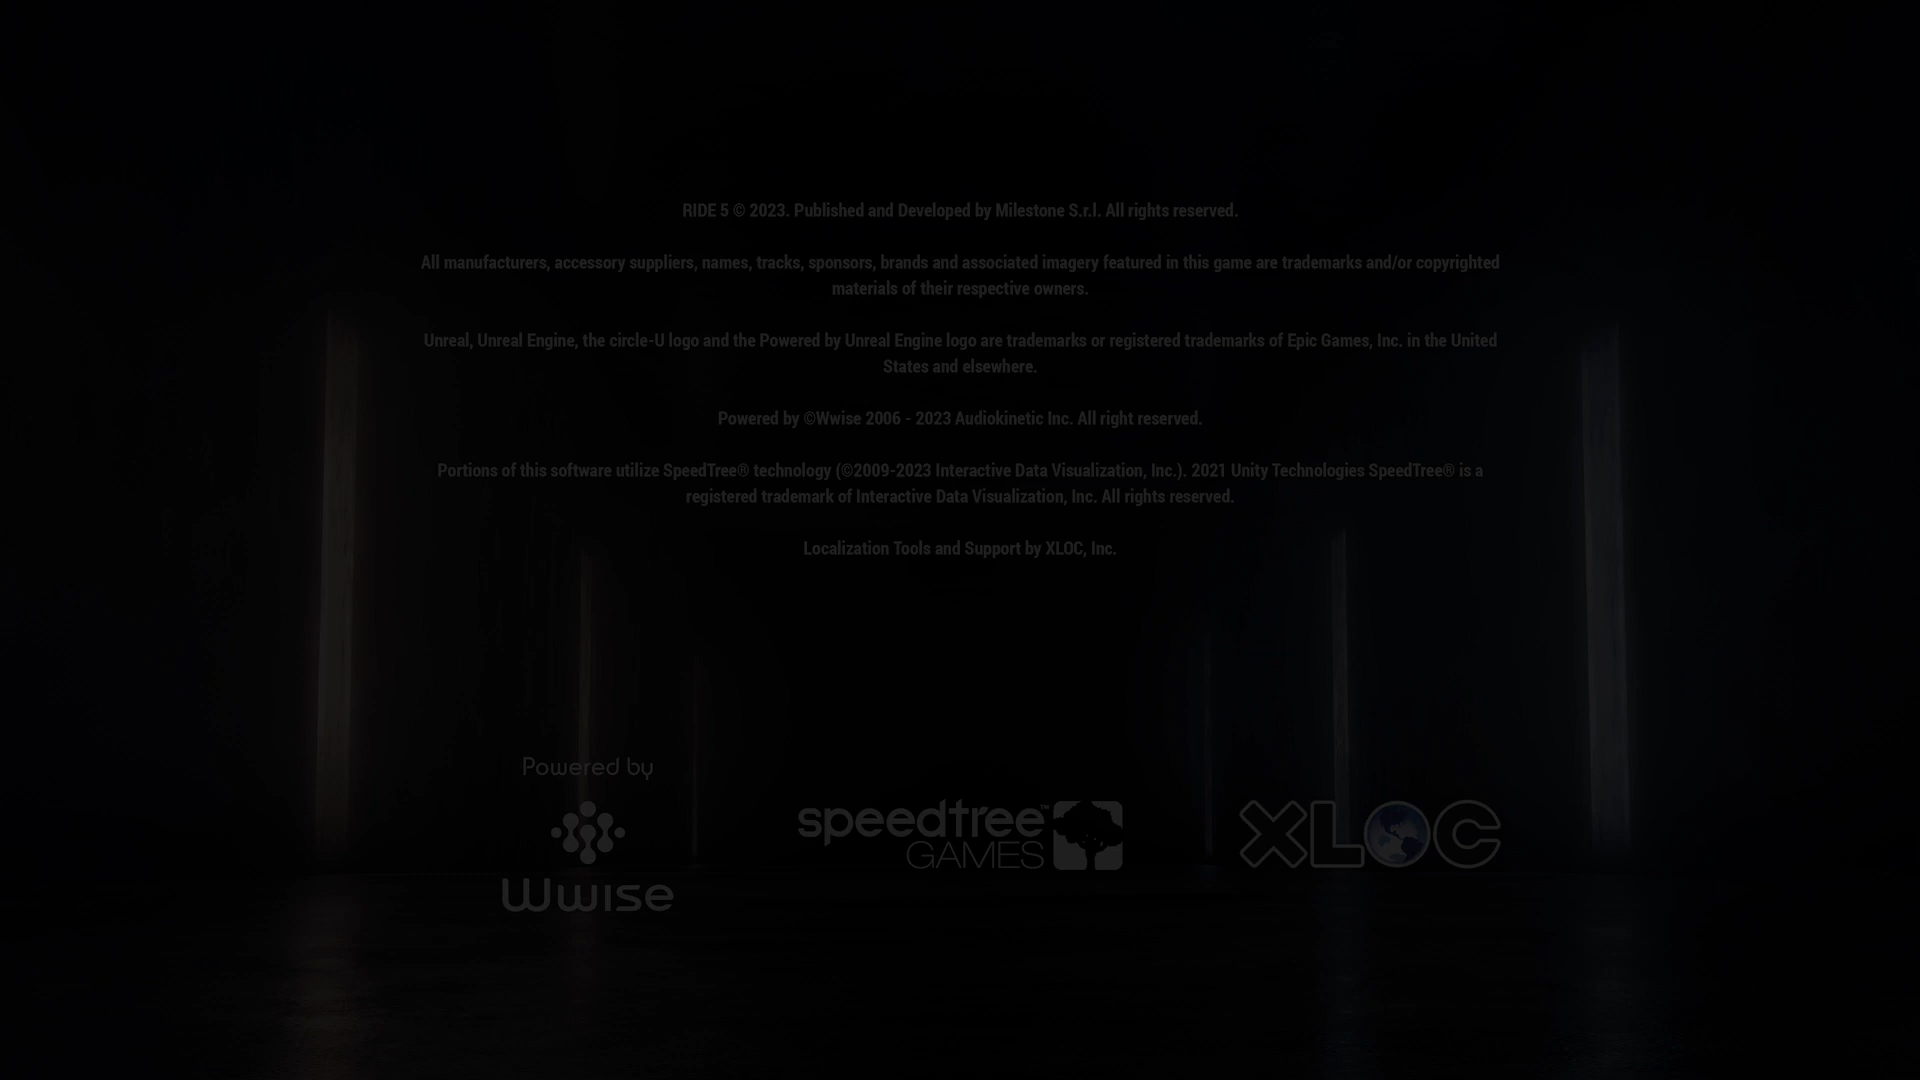 RIDE 5 © 2023. Published and Developed by Milestone S.r.l. All rights reserved.
All manufacturers, accessory suppliers, names, tracks, sponsors, brands and associated imagery featured in this game are trademarks and/or copyrighted
materials of their respective owners.
Unreal, Unreal Engine, the circle-U logo and the Powered by Unreal Engine logo are trademarks or registered trademarks of Epic Games, Inc. in the United
States and elsewhere.
Powered by ©Wwise 2006 - 2023 Audiokinetic Inc. All right reserved.
Portions of this software utilize SpeedTree® technology (©2009-2023 Interactive Data Visualization, Inc.). 2021 Unity Technologies SpeedTree® is a
registered trademark of Interactive Data Visualization, Inc. All rights reserved.
Localization Tools and Support by XLOC, Inc.
Powered by
Wwise
speedtree™
GAMES
XLOC